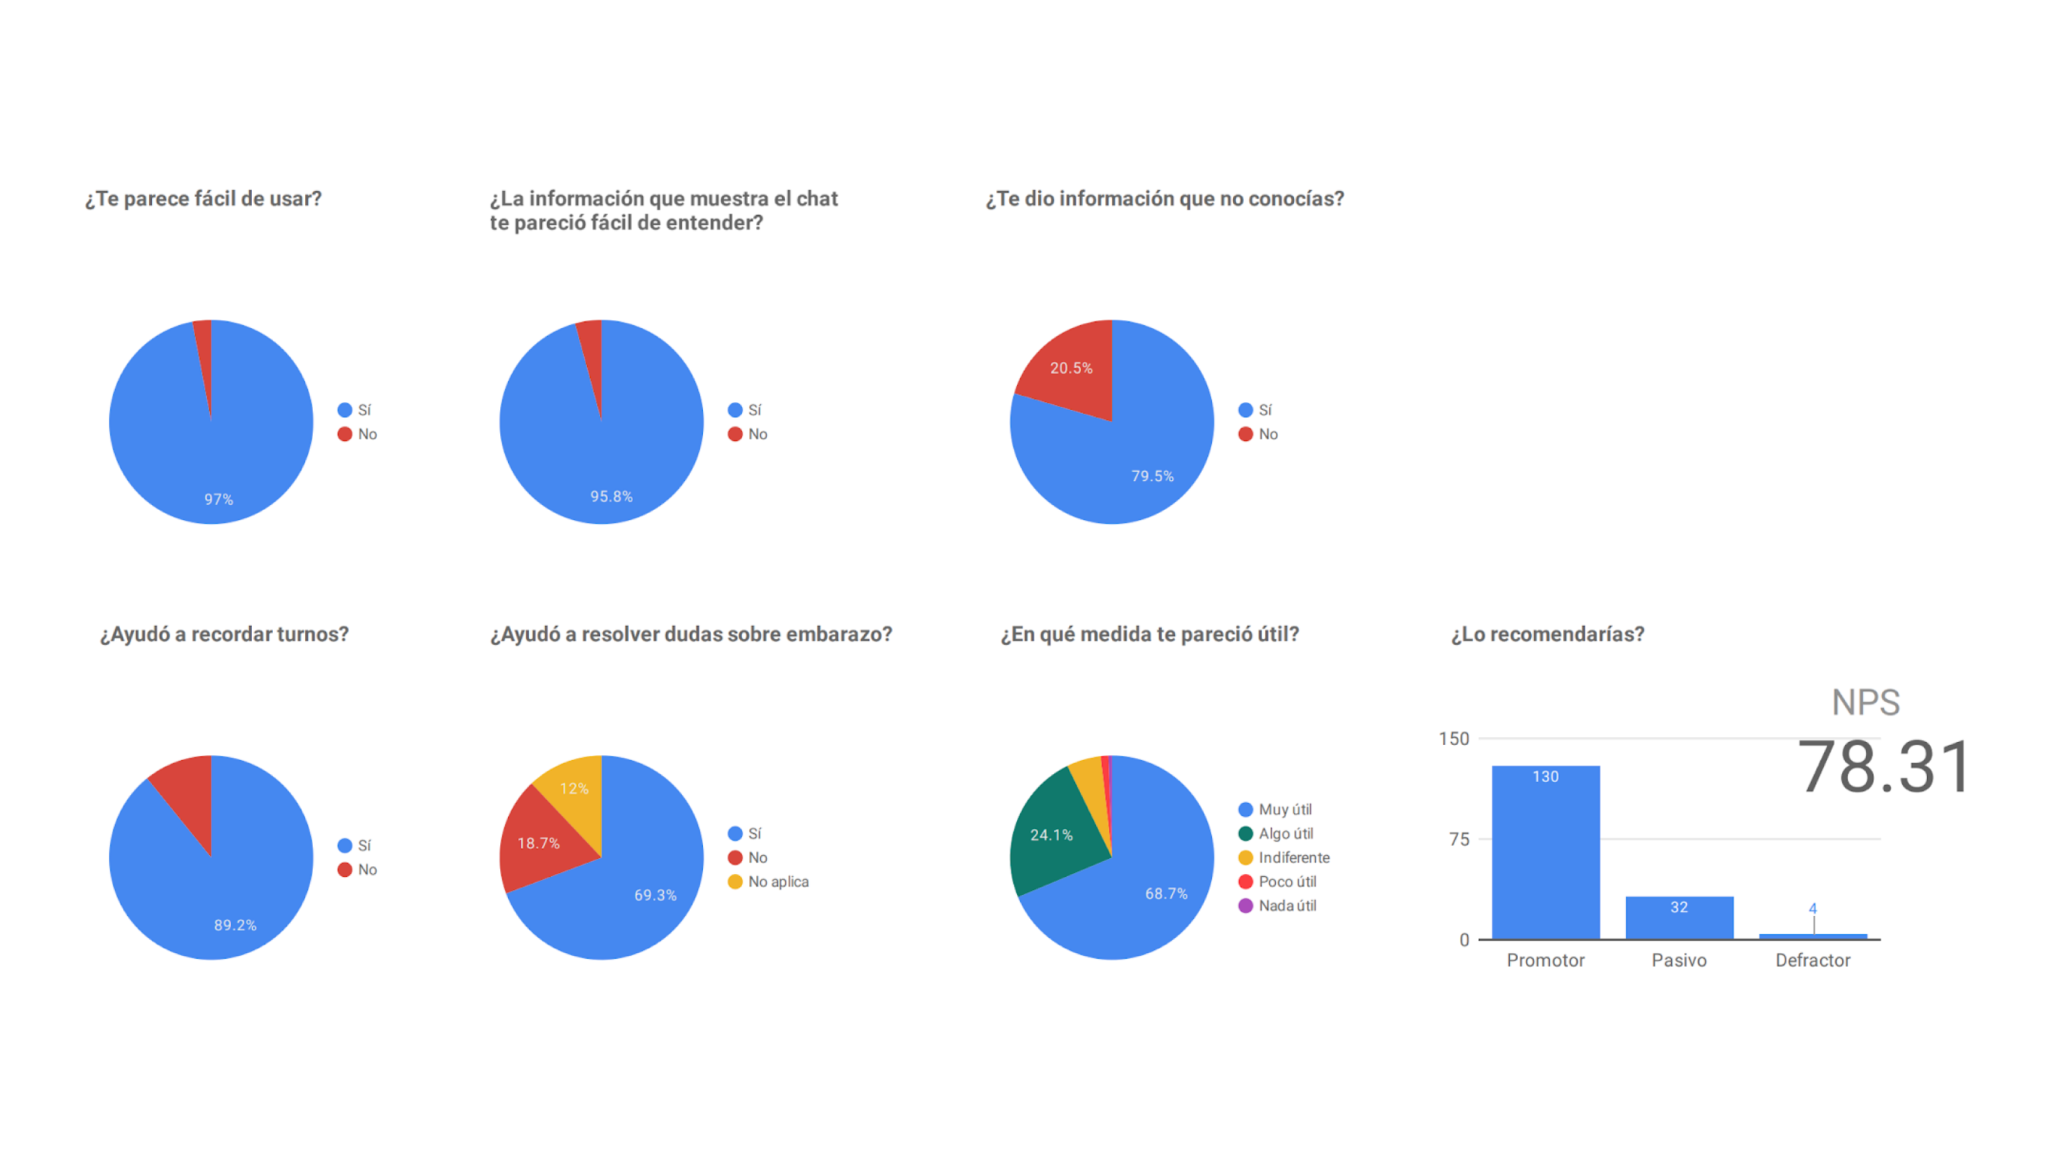 ¿Te parece fácil de usar?
97%
Sí
No
¿La información que muestra el chat
te pareció fácil de entender?
95.8%
Sí
No
¿Te dio información que no conocías?
20.5%
79.5%
Sí
No
¿Ayudó a recordar turnos?
89.2%
Sí
No
¿Ayudó a resolver dudas sobre embarazo?
12%
18.7%
69.3%
Sí
No
No aplica
¿En qué medida te pareció útil?
24.1%
68.7%
Muy útil
Algo útil
Indiferente
Poco útil
Nada útil
¿Lo recomendarías?
NPS
78.31
150
75
0
130
32
4
Promotor
Pasivo
Defractor